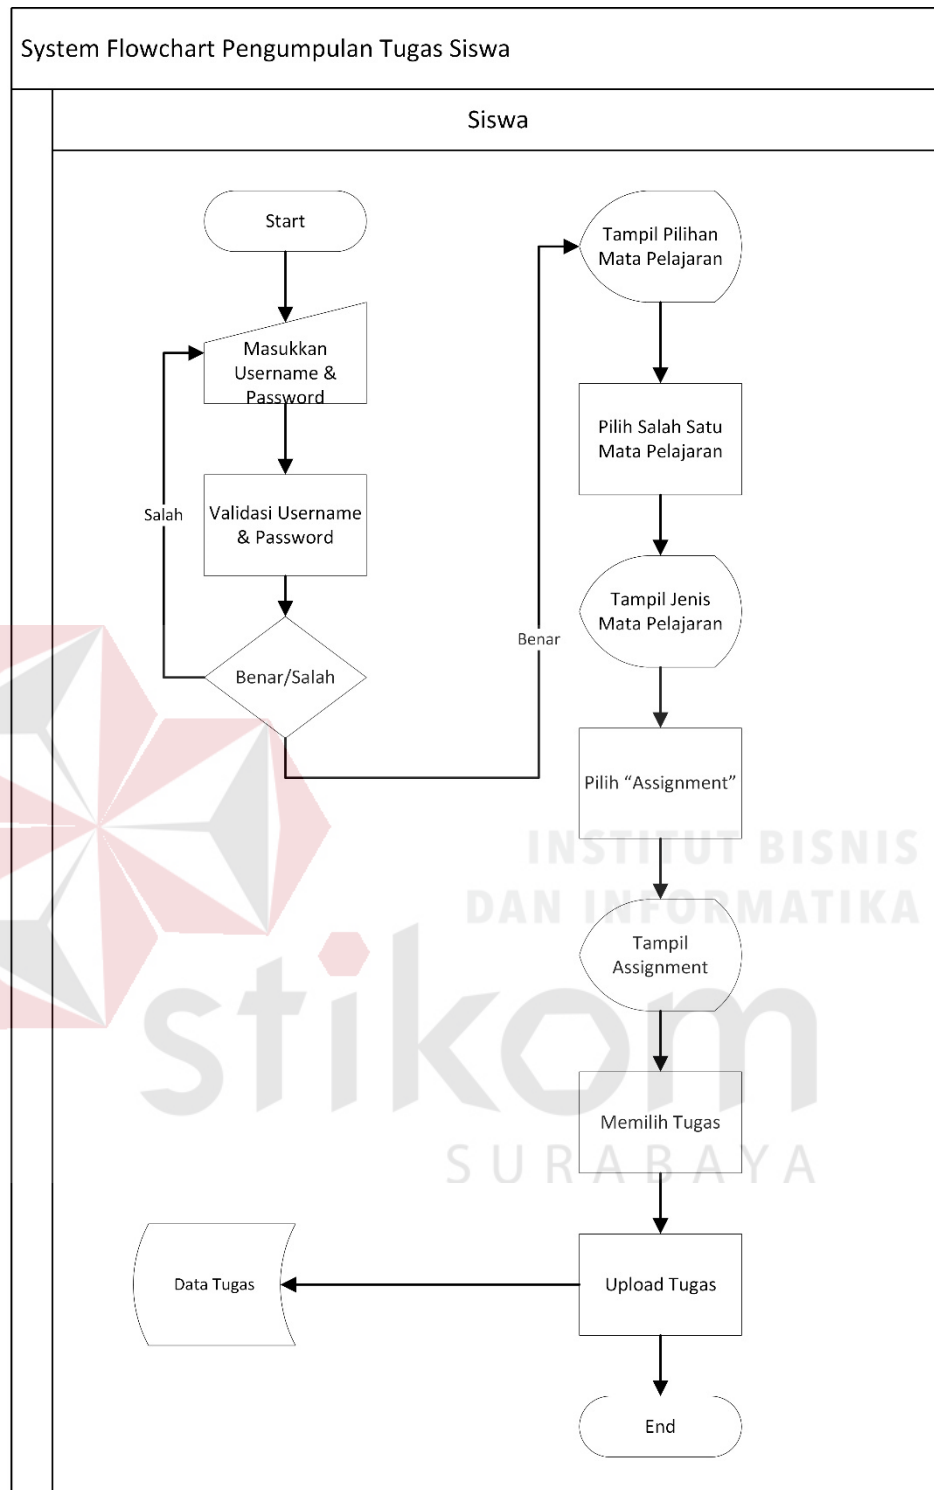 System Flowchart Pengumpulan Tugas Siswa
Siswa
Start
Masukkan
Username &
Password
Salah
Validasi Username
& Password
Benar/Salah
Benar
Tampil Pilihan
Mata Pelajaran
Pilih Salah Satu
Mata Pelajaran
Tampil Jenis
Mata Pelajaran
Pilih “Assignment”
Tampil
Assignment
Memilih Tugas
Upload Tugas
Data Tugas
End
INSTITUT BISNIS
DAN INFORMATIKA
stikom
SURABAYA